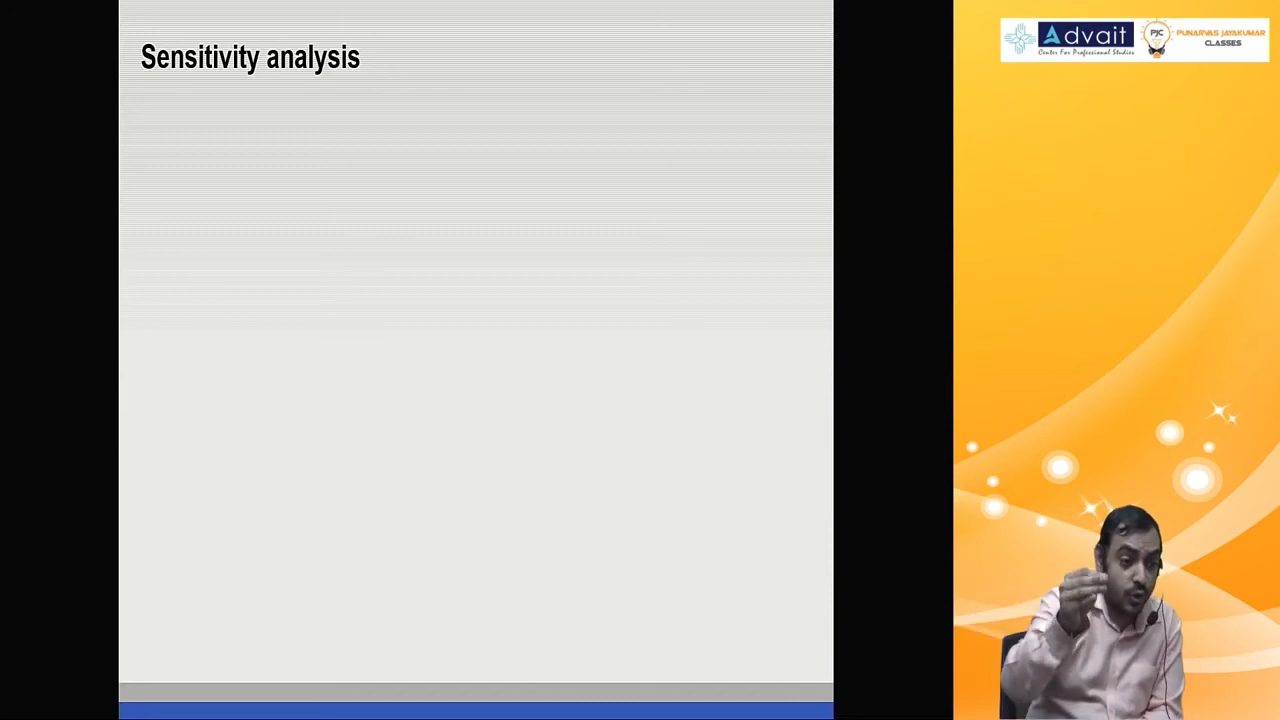 Sensitivity analysis
Advait
Center For Professional Studies
PJC
PUNARVAS JAYAKUMAR
CLASSES